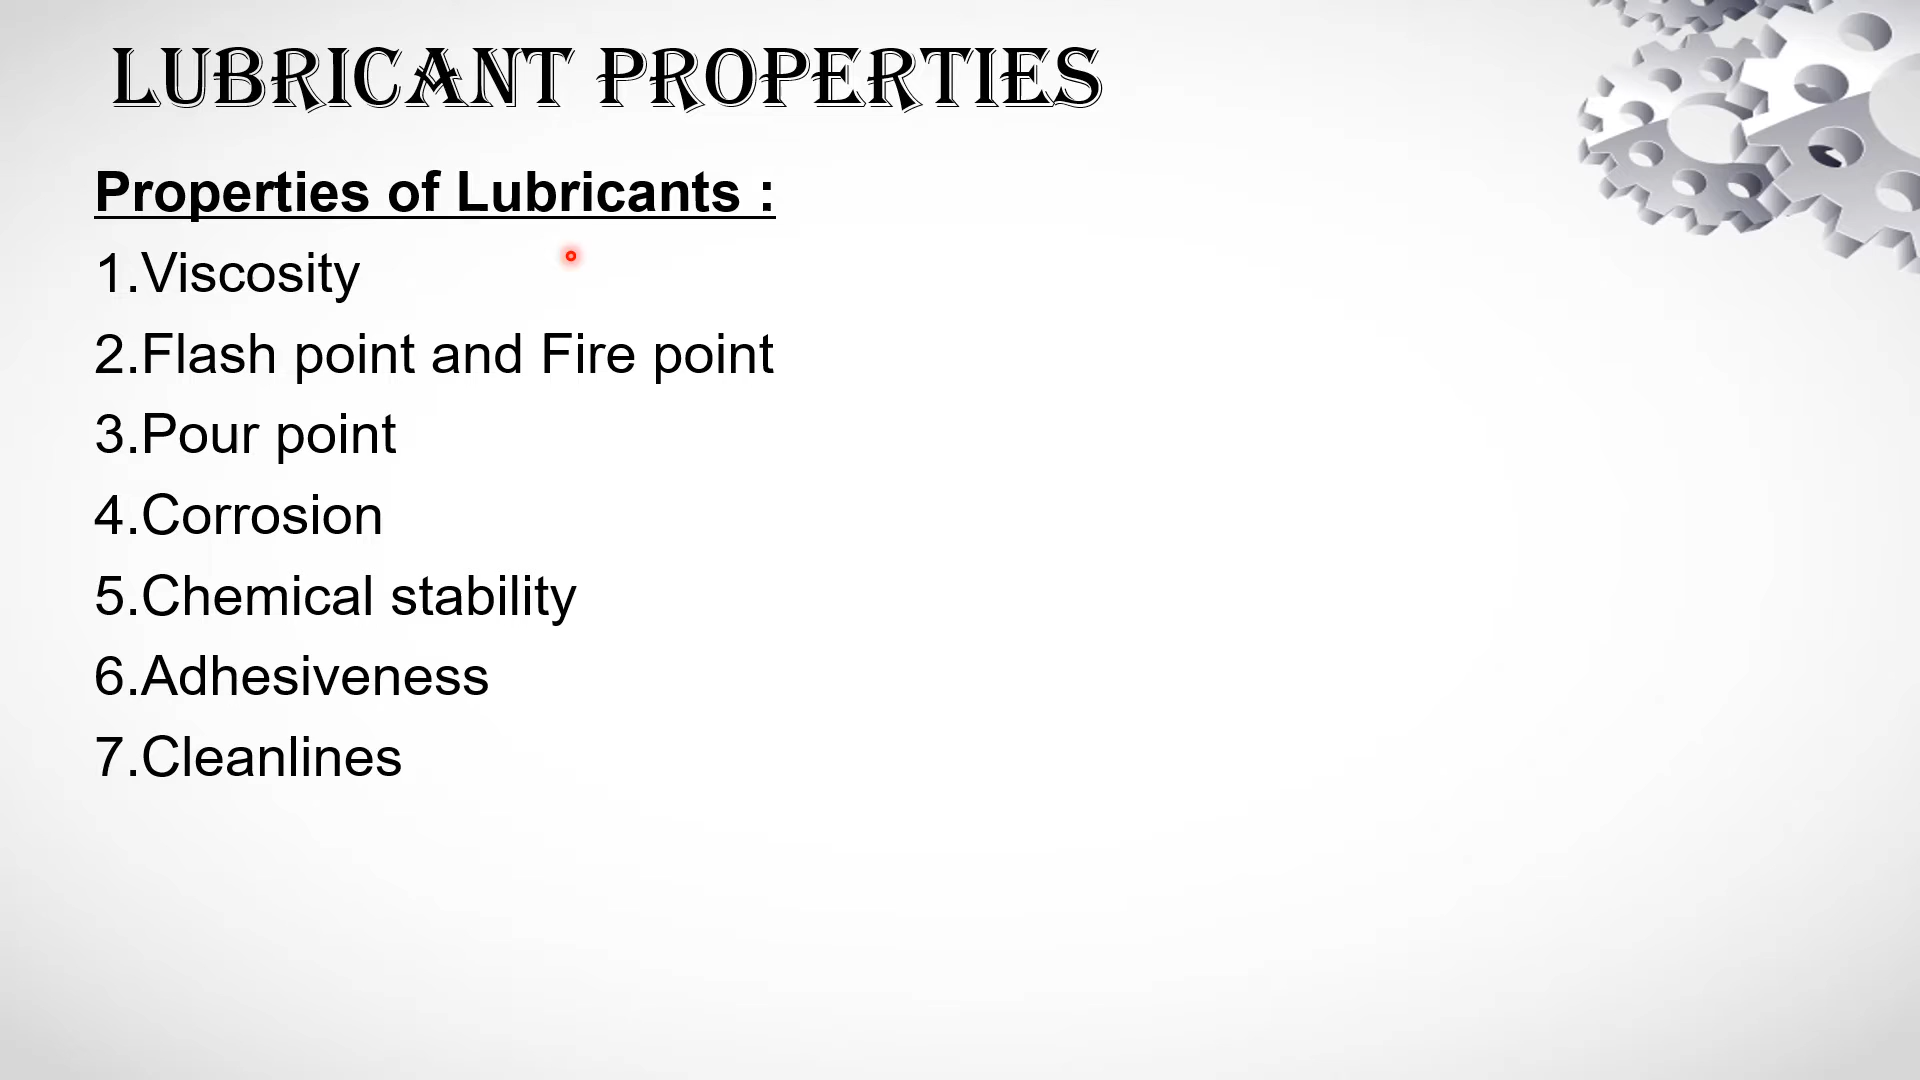 LUBRICANT PROPERTIES
Properties of Lubricants :
1.Viscosity
2.Flash point and Fire point
3.Pour point
4.Corrosion
5.Chemical stability
6.Adhesiveness
7.Cleanlines